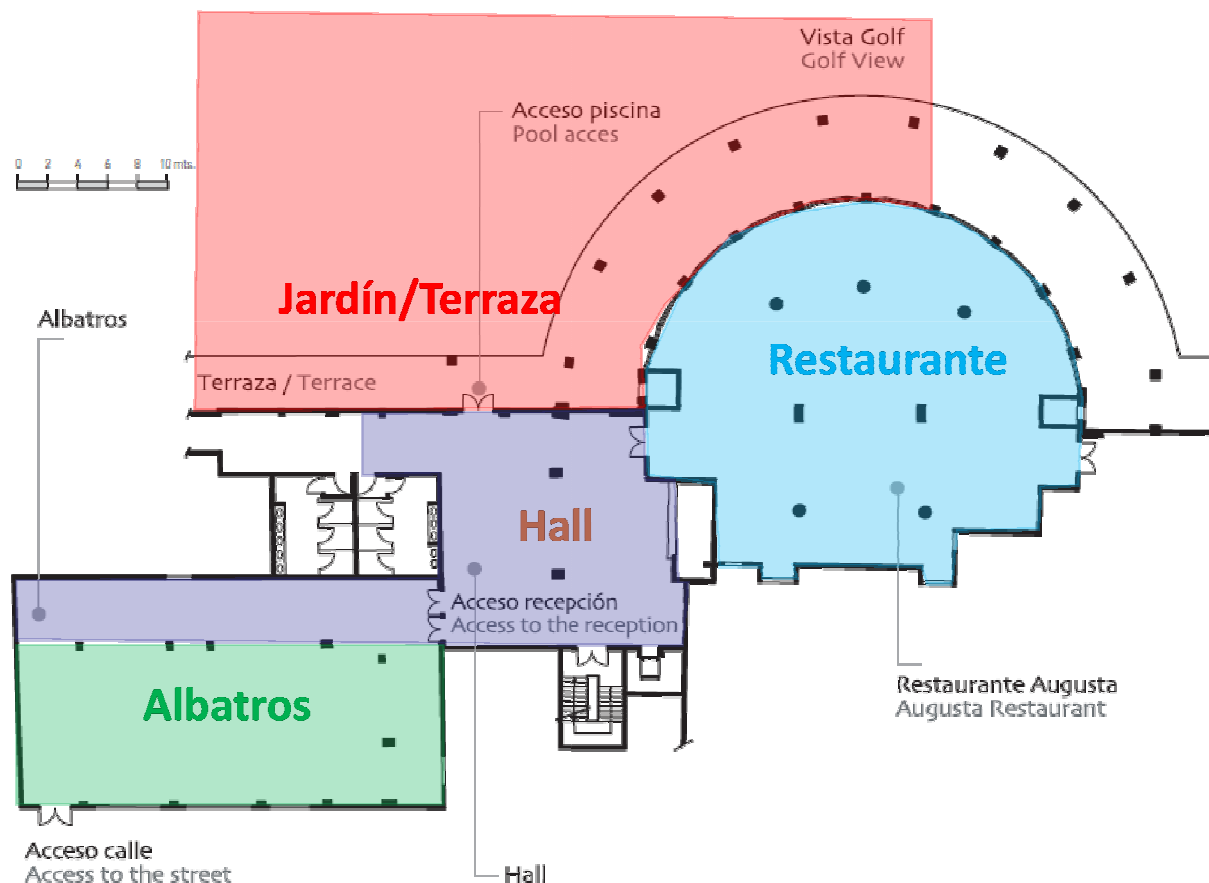 Vista Golf
Golf View
Acceso piscina
Pool acces
0 2 4 6 8 10 mts.
Jardín/Terraza
Albatros
Restaurante
Terraza / Terrace
Hall
Acceso recepción
Access to the reception
Albatros
Restaurante Augusta
Augusta Restaurant
Acceso calle
Access to the street
Hall